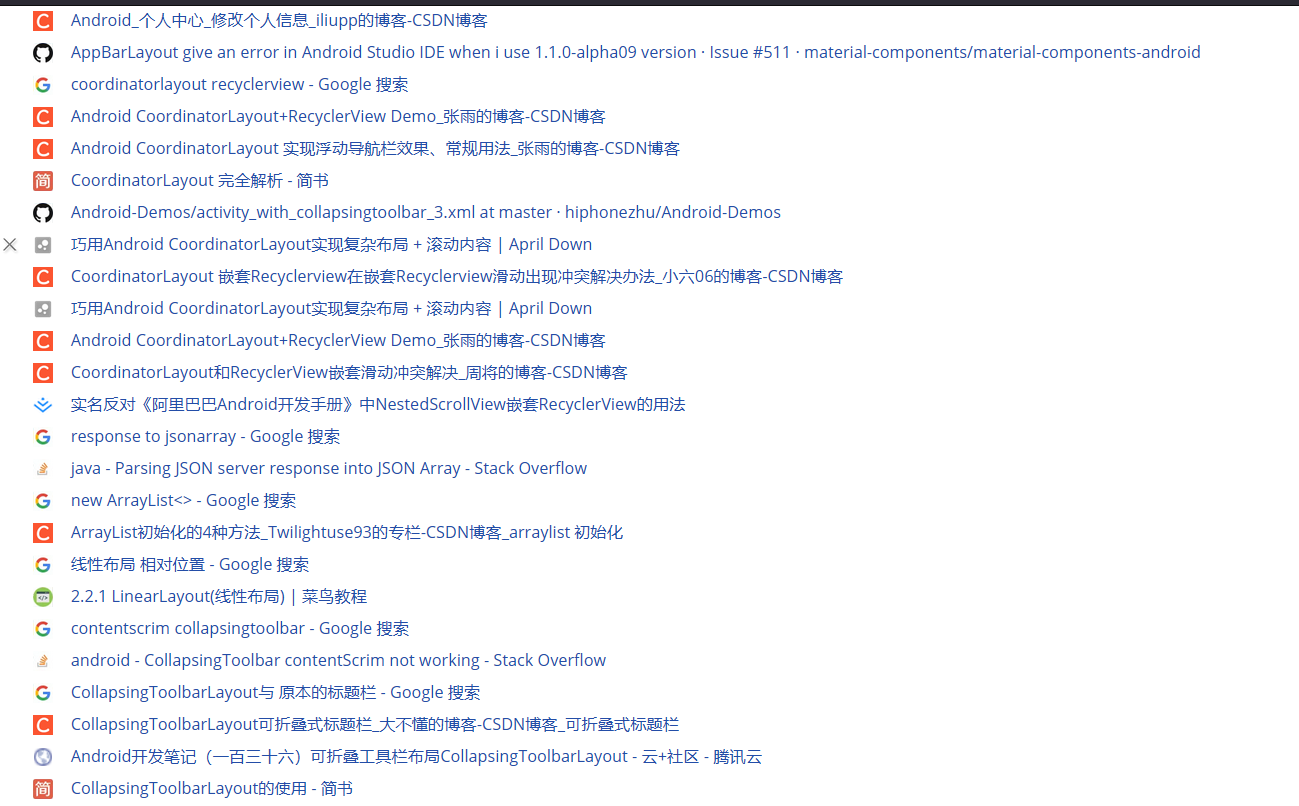 Android_个人中心_修改个人信息_iliupp的博客-CSDN博客
AppBarLayout give an error in Android Studio IDE when i use 1.1.0-alpha09 version · Issue #511 · material-components/material-components-android
coordinatorlayout recyclerview - Google 搜索
Android CoordinatorLayout+RecyclerView Demo_张雨的博客-CSDN博客
Android CoordinatorLayout 实现浮动导航栏效果、常规用法_张雨的博客-CSDN博客
CoordinatorLayout 完全解析 - 简书
Android-Demos/activity_with_collapsingtoolbar_3.xml at master · hiphonezhu/Android-Demos
巧用Android CoordinatorLayout实现复杂布局 + 滚动内容 | April Down
CoordinatorLayout 嵌套Recyclerview在嵌套Recyclerview滑动出现冲突解决办法_小六06的博客-CSDN博客
巧用Android CoordinatorLayout实现复杂布局 + 滚动内容 | April Down
Android CoordinatorLayout+RecyclerView Demo_张雨的博客-CSDN博客
CoordinatorLayout和RecyclerView嵌套滑动冲突解决_周将的博客-CSDN博客
实名反对《阿里巴巴Android开发手册》中NestedScrollView嵌套RecyclerView的用法
response to jsonarray - Google 搜索
java - Parsing JSON server response into JSON Array - Stack Overflow
new ArrayList<> - Google 搜索
ArrayList初始化的4种方法_Twilightuse93的专栏-CSDN博客_arraylist 初始化
线性布局 相对位置 - Google 搜索
2.2.1 LinearLayout(线性布局) | 菜鸟教程
contentscrim collapsingtoolbar - Google 搜索
android - CollapsingToolbar contentScrim not working - Stack Overflow
CollapsingToolbarLayout与 原本的标题栏 - Google 搜索
CollapsingToolbarLayout可折叠式标题栏_大不懂的博客-CSDN博客_可折叠式标题栏
Android开发笔记（一百三十六）可折叠工具栏布局CollapsingToolbarLayout - 云+社区 - 腾讯云
CollapsingToolbarLayout的使用 - 简书